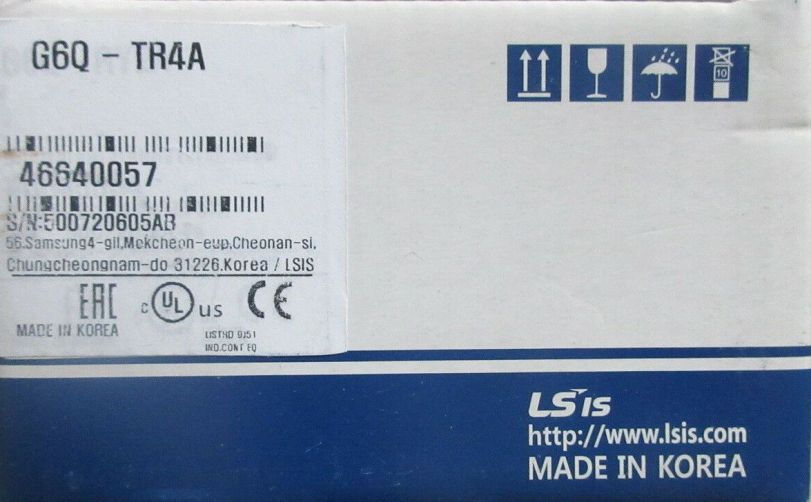 G6Q - TR4A
10
46640057
S/N:500720605AB
56,Samsung4-gil,Mokcheon-eup,Cheonan-si,
Chungcheongnam-do 31226,Korea / LSIS
EAC c UL us CE
MADE IN KOREA
LISTED 9J51
IND.CONT EQ
LSis
http://www.lsis.com
MADE IN KOREA